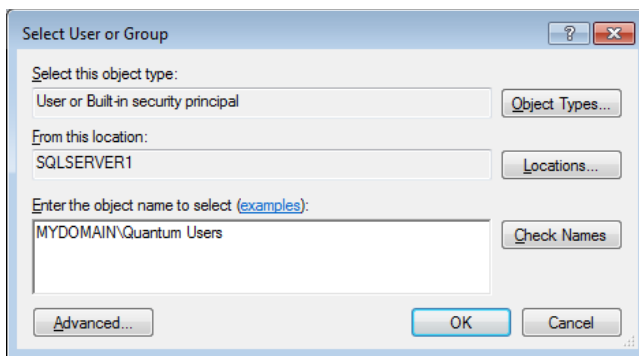 Select User or Group
Select this object type:
User or Built-in security principal
Object Types...
From this location:
SQLSERVER1
Locations...
Enter the object name to select (examples):
MYDOMAIN\Quantum Users
Check Names
Advanced...
OK
Cancel